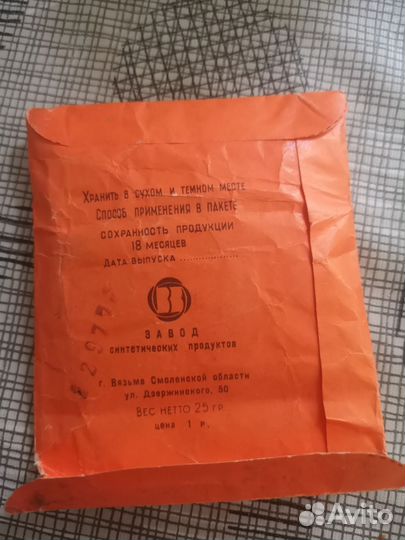 Хранить в сухом и темном месте
Способ применения в пакете
сохранность продукции
18 месяцев
Дата выпуска ..................
ЗАВОД
синтетических продуктов
г. Вязьма Смоленской области
ул. Дзержинского, 50
Вес нетто 25 гр.
цена 1 р.
Avito